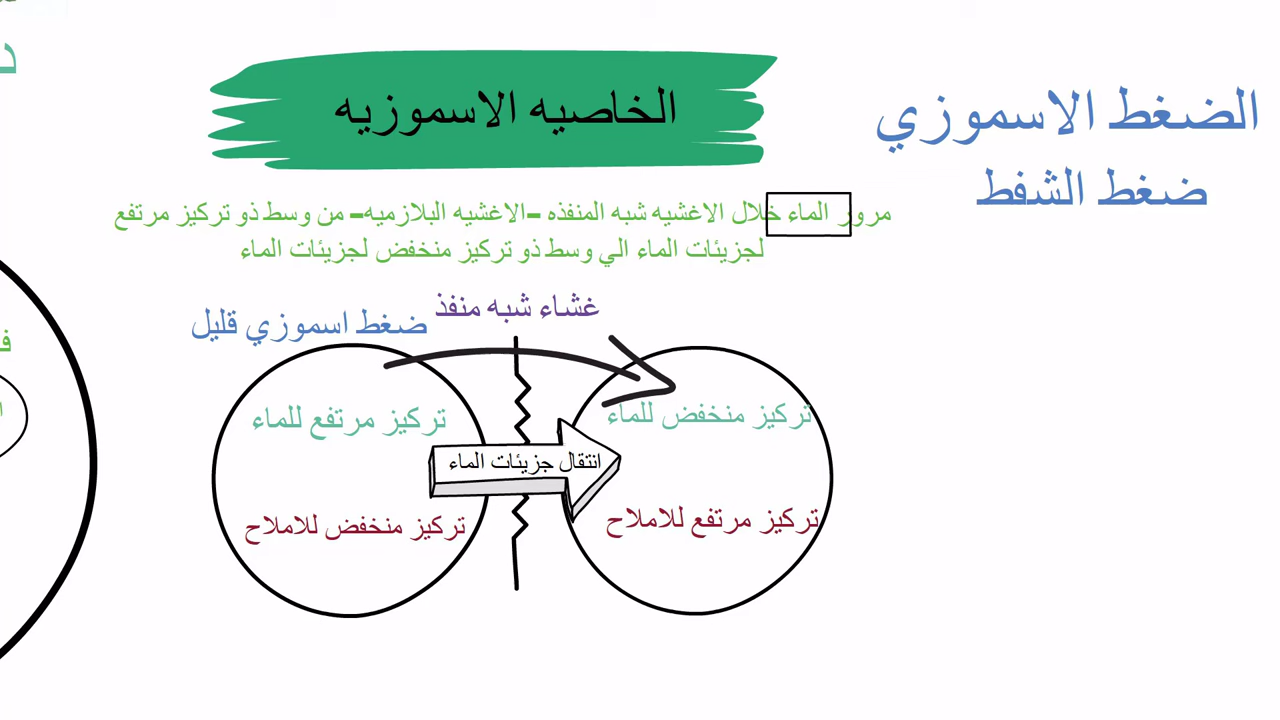 الخاصيه الاسموزيه
الضغط الاسموزي
ضغط الشفط
مرور الماء خلال الاغشيه شبه المنفذه –الاغشيه البلازميه– من وسط ذو تركيز مرتفع
لجزيئات الماء الي وسط ذو تركيز منخفض لجزيئات الماء
غشاء شبه منفذ
ضغط اسموزي قليل
تركيز منخفض للماء
تركيز مرتفع للماء
انتقال جزيئات الماء
تركيز مرتفع للاملاح
تركيز منخفض للاملاح